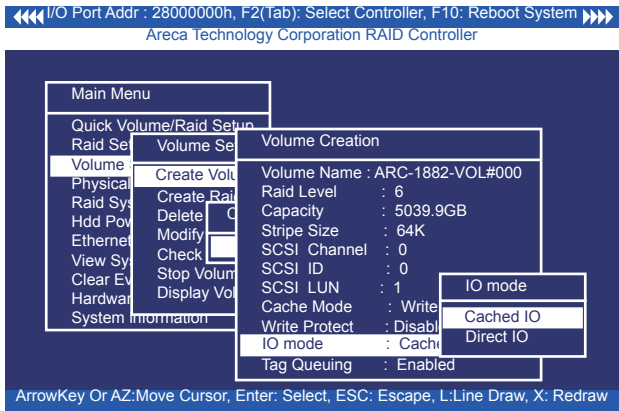 I/O Port Addr : 28000000h, F2(Tab): Select Controller, F10: Reboot System
Areca Technology Corporation RAID Controller
Main Menu
Quick Volume/Raid Setup
Raid Set
Volume
Physical
Raid Sys
Hdd Pow
Ethernet
View Sy
Clear Ev
Hardwar
System Information
Volume Se
Create Volu
Create Rai
Delete
Modify
Check
Stop Volum
Display Vol
C
Volume Creation
Volume Name : ARC-1882-VOL#000
Raid Level : 6
Capacity : 5039.9GB
Stripe Size : 64K
SCSI Channel : 0
SCSI ID : 0
SCSI LUN : 1
Cache Mode : Write
Write Protect : Disabl
IO mode : Cach
Tag Queuing : Enabled
IO mode
Cached IO
Direct IO
ArrowKey Or AZ:Move Cursor, Enter: Select, ESC: Escape, L:Line Draw, X: Redraw